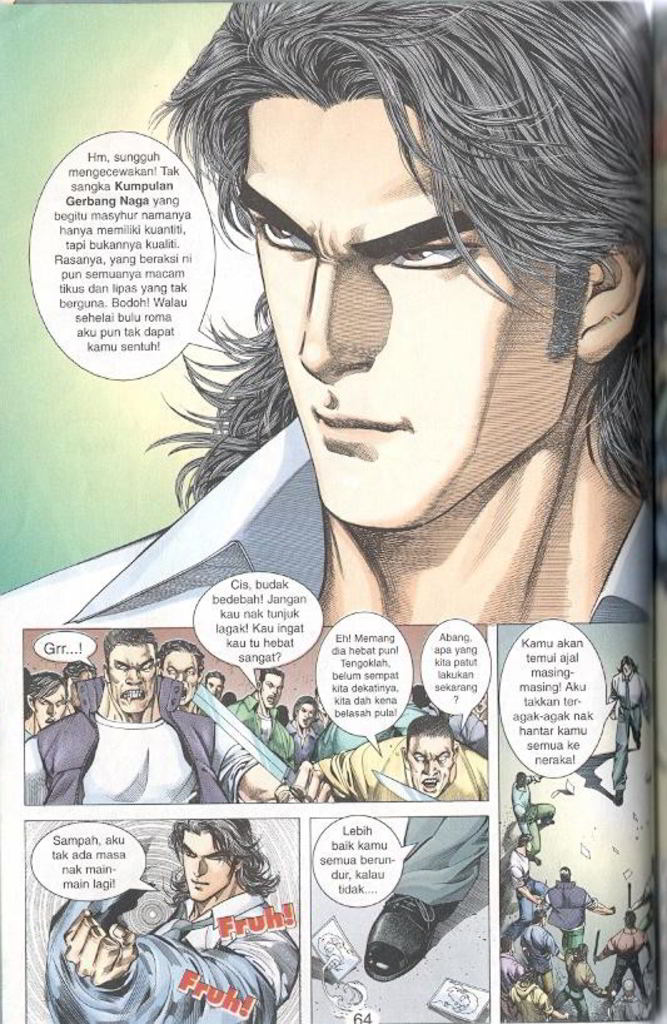 Hm, sungguh
mengecewakan! Tak
sangka Kumpulan
Gerbang Naga yang
begitu masyhur namanya
hanya memiliki kuantiti,
tapi bukannya kualiti.
Rasanya, yang beraksi ni
pun semuanya macam
tikus dan lipas yang tak
berguna. Bodoh! Walau
sehelai bulu roma
aku pun tak dapat
kamu sentuh!
Grr...!
Cis, budak
bedebah! Jangan
kau nak tunjuk
lagak! Kau ingat
kau tu hebat
sangat?
Eh! Memang
dia hebat pun!
Tengoklah,
belum sempat
kita dekatinya,
kita dah kena
belasah pula!
Abang,
apa yang
kita patut
lakukan
sekarang
?
Kamu akan
temui ajal
masing-
masing! Aku
takkan ter-
agak-agak nak
hantar kamu
semua ke
neraka!
Sampah, aku
tak ada masa
nak main-
main lagi!
Fruh!
Fruh!
Lebih
baik kamu
semua berun-
dur, kalau
tidak....
64